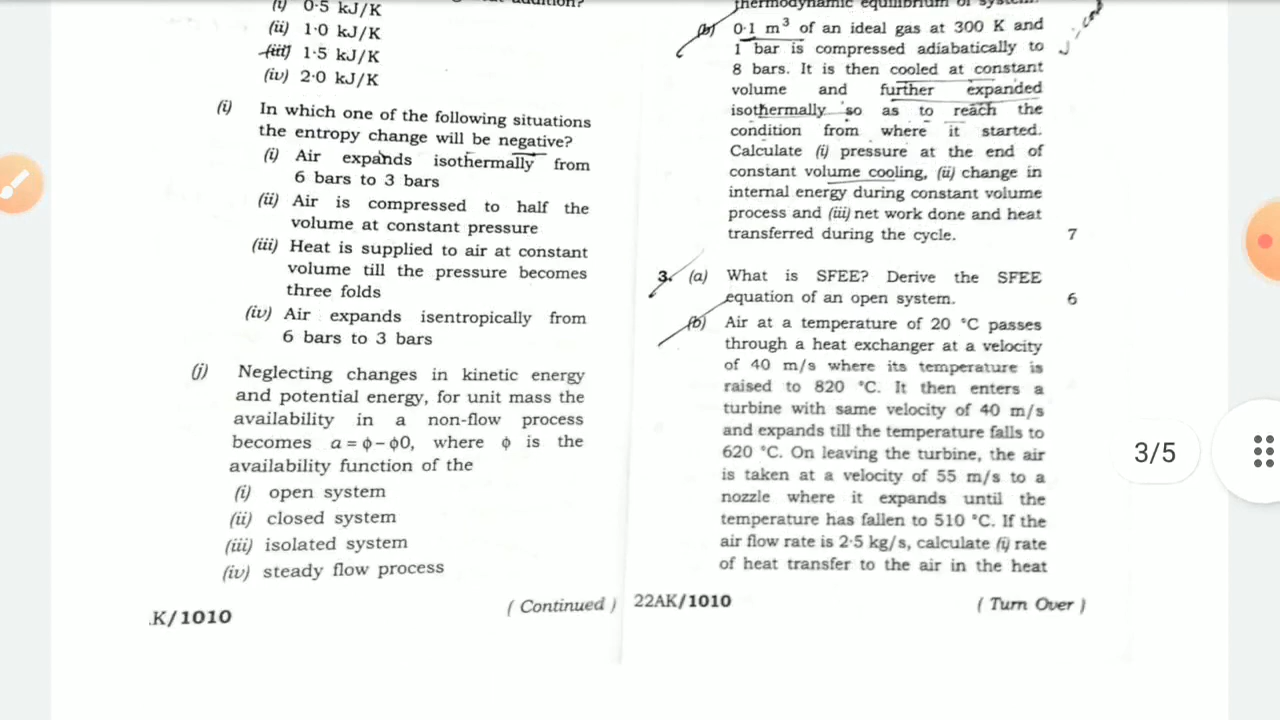 (i) 0·5 kJ/K
(ii) 1·0 kJ/K
(iii) 1·5 kJ/K
(iv) 2·0 kJ/K
(i) In which one of the following situations
the entropy change will be negative?
(i) Air expands isothermally from
6 bars to 3 bars
(ii) Air is compressed to half the
volume at constant pressure
(iii) Heat is supplied to air at constant
volume till the pressure becomes
three folds
(iv) Air expands isentropically from
6 bars to 3 bars
(j) Neglecting changes in kinetic energy
and potential energy, for unit mass the
availability in a non-flow process
becomes a = ϕ – ϕ0, where ϕ is the
availability function of the
(i) open system
(ii) closed system
(iii) isolated system
(iv) steady flow process
K/1010
( Continued )
thermodynamic equilibrium of system.
(b) 0·1 m³ of an ideal gas at 300 K and
1 bar is compressed adiabatically to
8 bars. It is then cooled at constant
volume and further expanded
isothermally so as to reach the
condition from where it started.
Calculate (i) pressure at the end of
constant volume cooling, (ii) change in
internal energy during constant volume
process and (iii) net work done and heat
transferred during the cycle. 7
3. (a) What is SFEE? Derive the SFEE
equation of an open system. 6
(b) Air at a temperature of 20 °C passes
through a heat exchanger at a velocity
of 40 m/s where its temperature is
raised to 820 °C. It then enters a
turbine with same velocity of 40 m/s
and expands till the temperature falls to
620 °C. On leaving the turbine, the air
is taken at a velocity of 55 m/s to a
nozzle where it expands until the
temperature has fallen to 510 °C. If the
air flow rate is 2·5 kg/s, calculate (i) rate
of heat transfer to the air in the heat
22AK/1010
( Turn Over )
3/5